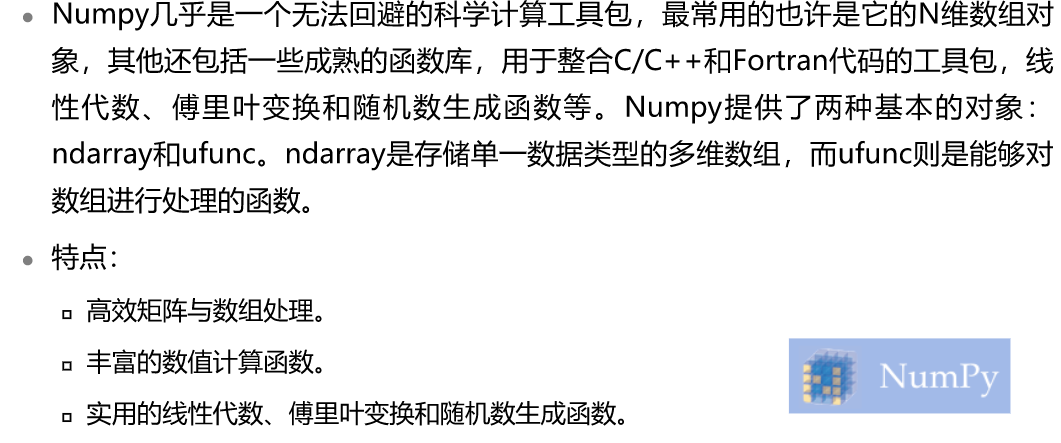 Numpy几乎是一个无法回避的科学计算工具包，最常用的也许是它的N维数组对
象，其他还包括一些成熟的函数库，用于整合C/C++和Fortran代码的工具包，线
性代数、傅里叶变换和随机数生成函数等。Numpy提供了两种基本的对象：
ndarray和ufunc。ndarray是存储单一数据类型的多维数组，而ufunc则是能够对
数组进行处理的函数。
特点：
高效矩阵与数组处理。
丰富的数值计算函数。
实用的线性代数、傅里叶变换和随机数生成函数。
NumPy